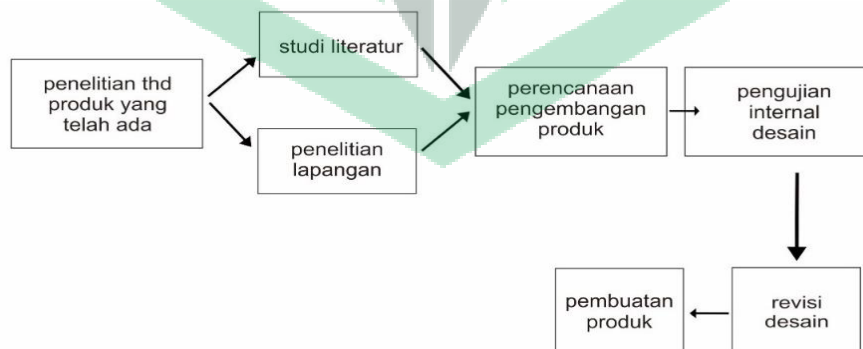 penelitian thd
produk yang
telah ada
studi literatur
penelitian
lapangan
perencanaan
pengembangan
produk
pengujian
internal
desain
revisi
desain
pembuatan
produk